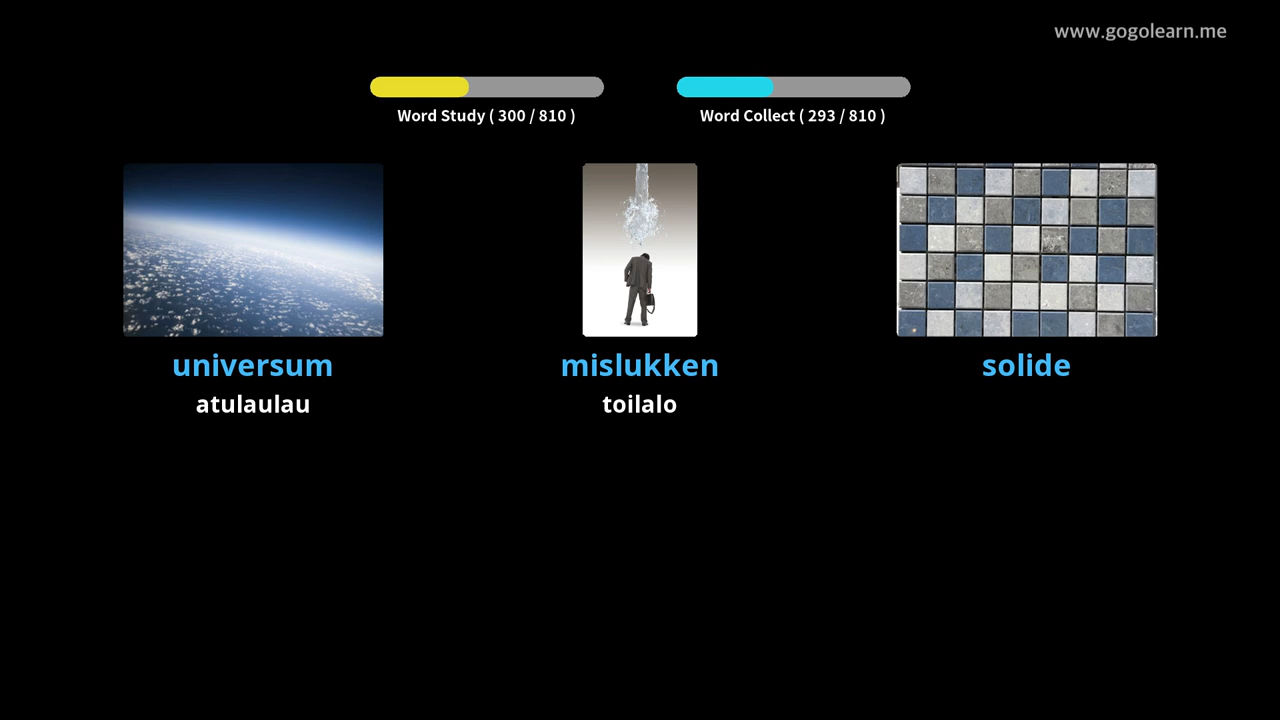 www.gogolearn.me
Word Study ( 300 / 810 )
Word Collect ( 293 / 810 )
universum
mislukken
solide
atulaulau
toilalo